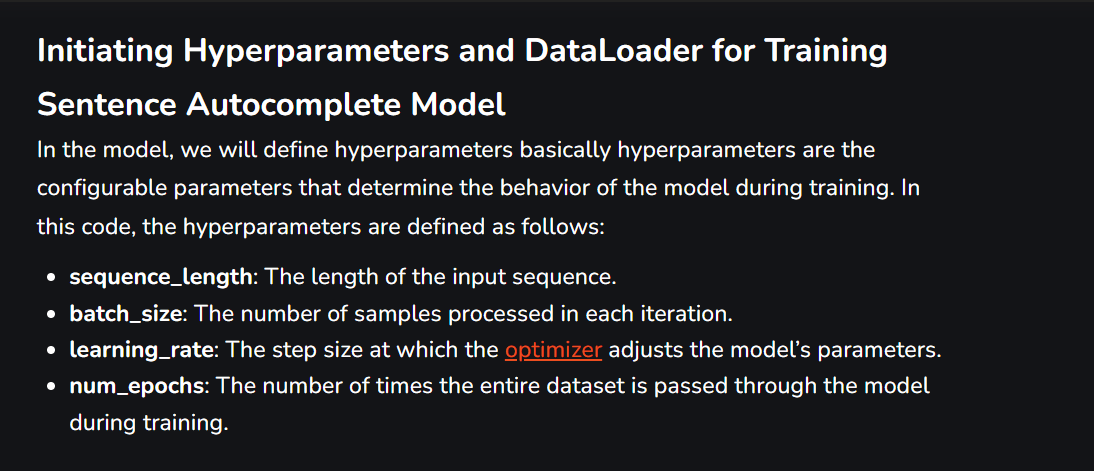 Initiating Hyperparameters and DataLoader for Training
Sentence Autocomplete Model
In the model, we will define hyperparameters basically hyperparameters are the
configurable parameters that determine the behavior of the model during training. In
this code, the hyperparameters are defined as follows:
• sequence_length: The length of the input sequence.
• batch_size: The number of samples processed in each iteration.
• learning_rate: The step size at which the optimizer adjusts the model’s parameters.
• num_epochs: The number of times the entire dataset is passed through the model
during training.